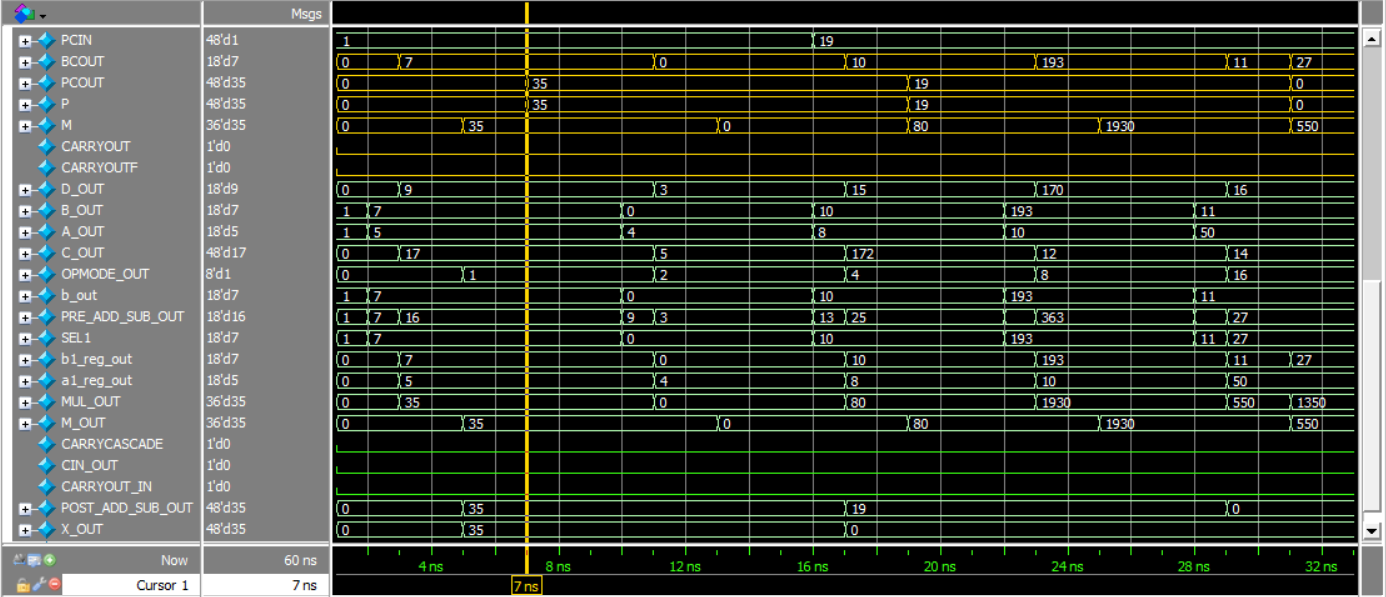 Msgs
PCIN 48'd1 1 19
BCOUT 18'd7 0 7 0 10 193 11 27
PCOUT 48'd35 0 35 19 0
P 48'd35 0 35 19 0
M 36'd35 0 35 0 80 1930 550
CARRYOUT 1'd0
CARRYOUTF 1'd0
D_OUT 18'd9 0 9 3 15 170 16
B_OUT 18'd7 1 7 0 10 193 11
A_OUT 18'd5 1 5 4 8 10 50
C_OUT 48'd17 0 17 5 172 12 14
OPMODE_OUT 8'd1 0 1 2 4 8 16
b_out 18'd7 1 7 0 10 193 11
PRE_ADD_SUB_OUT 18'd16 1 7 16 9 3 13 25 363 27
SEL1 18'd7 1 7 0 10 193 11 27
b1_reg_out 18'd7 0 7 0 10 193 11 27
a1_reg_out 18'd5 0 5 4 8 10 50
MUL_OUT 36'd35 0 35 0 80 1930 550 1350
M_OUT 36'd35 0 35 0 80 1930 550
CARRYCASCADE 1'd0
CIN_OUT 1'd0
CARRYOUT_IN 1'd0
POST_ADD_SUB_OUT 48'd35 0 35 19 0
X_OUT 48'd35 0 35 0
Now 60 ns 4 ns 8 ns 12 ns 16 ns 20 ns 24 ns 28 ns 32 ns
Cursor 1 7 ns 7 ns